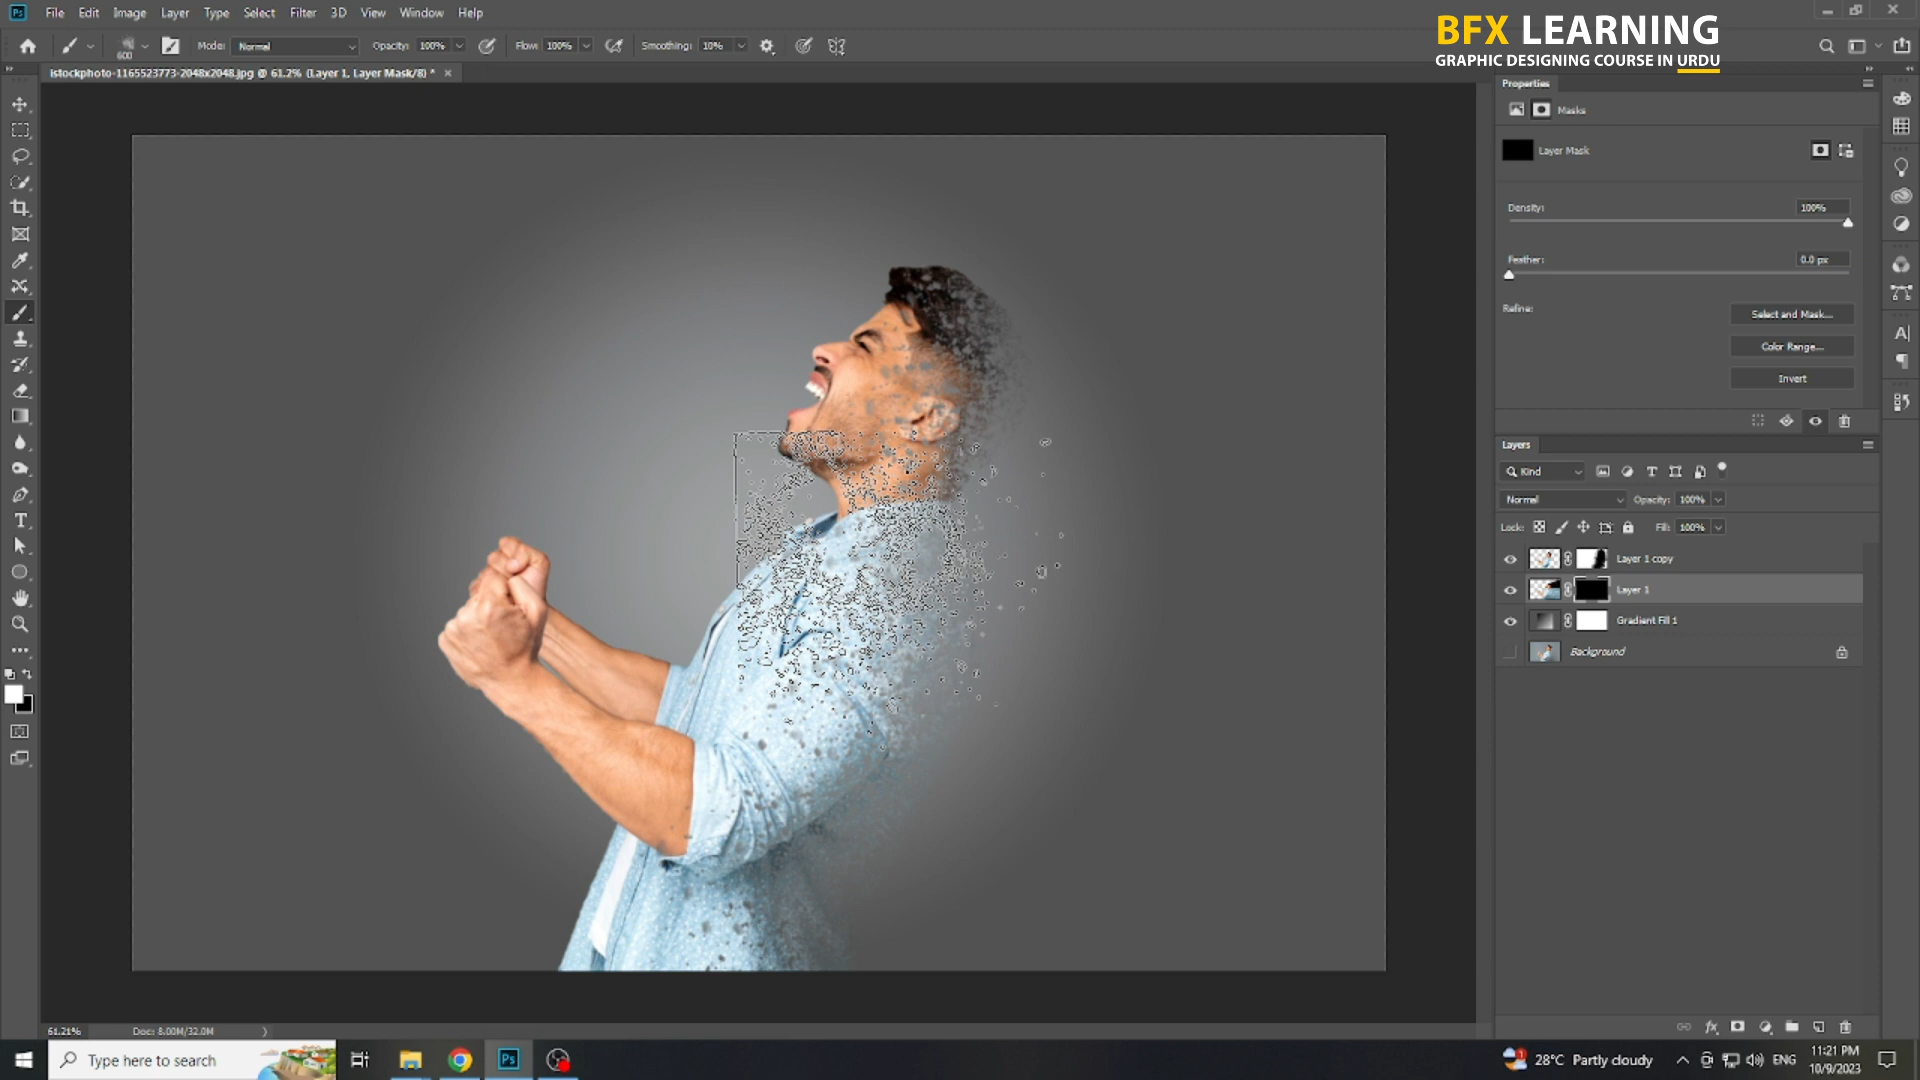 Ps File Edit Image Layer Type Select Filter 3D View Window Help
BFX LEARNING
GRAPHIC DESIGNING COURSE IN URDU
600 Mode: Normal Opacity: 100% Flow: 100% Smoothing: 10%
istockphoto-1165523773-2048x2048.jpg @ 61.2% (Layer 1, Layer Mask/8) *
Properties
Masks
Layer Mask
Density: 100%
Feather: 0.0 px
Refine: Select and Mask...
Color Range...
Invert
Layers
Kind
Normal Opacity: 100%
Lock: Fill: 100%
Layer 1 copy
Layer 1
Gradient Fill 1
Background
61.21% Doc: 8.00M/32.0M
Type here to search
Ps
1
28°C Partly cloudy
ENG
11:21 PM
10/9/2023